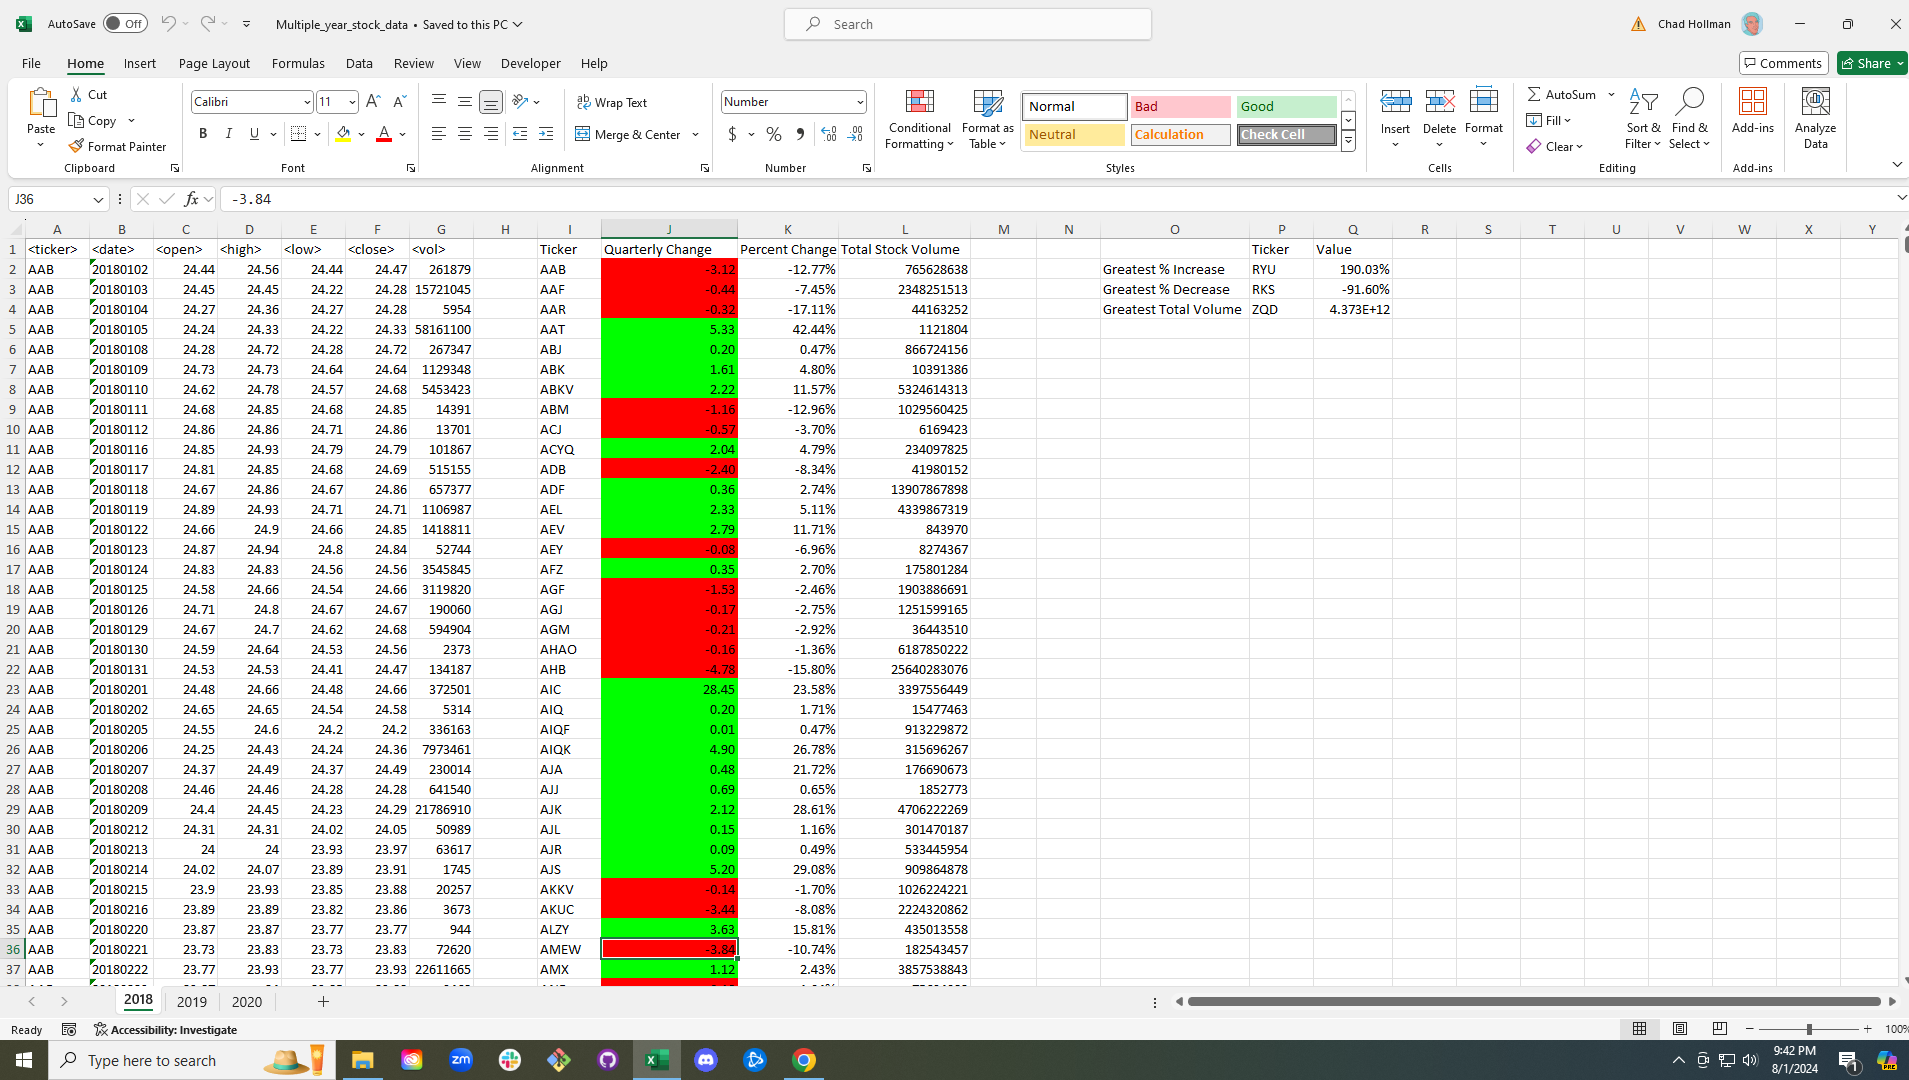 AutoSave Off Multiple_year_stock_data • Saved to this PC Search Chad Hollman
File Home Insert Page Layout Formulas Data Review View Developer Help Comments Share
Paste Cut Copy Format Painter Clipboard
Calibri 11 B I U A Font
Wrap Text Merge & Center Alignment
Number $ % Number
Conditional Formatting Format as Table Normal Bad Good Neutral Calculation Check Cell Styles
Insert Delete Format Cells
AutoSum Fill Clear Sort & Filter Find & Select Editing
Add-ins Add-ins Analyze Data
J36 fx -3.84
A B C D E F G H I J K L M N O P Q R S T U V W X Y
1 <ticker> <date> <open> <high> <low> <close> <vol> Ticker Quarterly Change Percent Change Total Stock Volume Ticker Value
2 AAB 20180102 24.44 24.56 24.44 24.47 261879 AAB -3.12 -12.77% 765628638 Greatest % Increase RYU 190.03%
3 AAB 20180103 24.45 24.45 24.22 24.28 15721045 AAF -0.44 -7.45% 2348251513 Greatest % Decrease RKS -91.60%
4 AAB 20180104 24.27 24.36 24.27 24.28 5954 AAR -0.32 -17.11% 44163252 Greatest Total Volume ZQD 4.373E+12
5 AAB 20180105 24.24 24.33 24.22 24.33 58161100 AAT 5.33 42.44% 1121804
6 AAB 20180108 24.28 24.72 24.28 24.72 267347 ABJ 0.20 0.47% 866724156
7 AAB 20180109 24.73 24.73 24.64 24.64 1129348 ABK 1.61 4.80% 10391386
8 AAB 20180110 24.62 24.78 24.57 24.68 5453423 ABKV 2.22 11.57% 5324614313
9 AAB 20180111 24.68 24.85 24.68 24.85 14391 ABM -1.16 -12.96% 1029560425
10 AAB 20180112 24.86 24.86 24.71 24.86 13701 ACJ -0.57 -3.70% 6169423
11 AAB 20180116 24.85 24.93 24.79 24.79 101867 ACYQ 2.04 4.79% 234097825
12 AAB 20180117 24.81 24.85 24.68 24.69 515155 ADB -2.40 -8.34% 41980152
13 AAB 20180118 24.67 24.86 24.67 24.86 657377 ADF 0.36 2.74% 13907867898
14 AAB 20180119 24.89 24.93 24.71 24.71 1106987 AEL 2.33 5.11% 4339867319
15 AAB 20180122 24.66 24.9 24.66 24.85 1418811 AEV 2.79 11.71% 843970
16 AAB 20180123 24.87 24.94 24.8 24.84 52744 AEY -0.08 -6.96% 8274367
17 AAB 20180124 24.83 24.83 24.56 24.56 3545845 AFZ 0.35 2.70% 175801284
18 AAB 20180125 24.58 24.66 24.54 24.66 3119820 AGF -1.53 -2.46% 1903886691
19 AAB 20180126 24.71 24.8 24.67 24.67 190060 AGJ -0.17 -2.75% 1251599165
20 AAB 20180129 24.67 24.7 24.62 24.68 594904 AGM -0.21 -2.92% 36443510
21 AAB 20180130 24.59 24.64 24.53 24.56 2373 AHAO -0.16 -1.36% 6187850222
22 AAB 20180131 24.53 24.53 24.41 24.47 134187 AHB -4.78 -15.80% 25640283076
23 AAB 20180201 24.48 24.66 24.48 24.66 372501 AIC 28.45 23.58% 3397556449
24 AAB 20180202 24.65 24.65 24.54 24.58 5314 AIQ 0.20 1.71% 15477463
25 AAB 20180205 24.55 24.6 24.2 24.2 336163 AIQF 0.01 0.47% 913229872
26 AAB 20180206 24.25 24.43 24.24 24.36 7973461 AIQK 4.90 26.78% 315696267
27 AAB 20180207 24.37 24.49 24.37 24.49 230014 AJA 0.48 21.72% 176690673
28 AAB 20180208 24.46 24.46 24.28 24.28 641540 AJJ 0.69 0.65% 1852773
29 AAB 20180209 24.4 24.45 24.23 24.29 21786910 AJK 2.12 28.61% 4706222269
30 AAB 20180212 24.31 24.31 24.02 24.05 50989 AJL 0.15 1.16% 301470187
31 AAB 20180213 24 24 23.93 23.97 63617 AJR 0.09 0.49% 533445954
32 AAB 20180214 24.02 24.07 23.89 23.91 1745 AJS 5.20 29.08% 909864878
33 AAB 20180215 23.9 23.93 23.85 23.88 20257 AKKV -0.14 -1.70% 1026224221
34 AAB 20180216 23.89 23.89 23.82 23.86 3673 AKUC -3.44 -8.08% 2224320862
35 AAB 20180220 23.87 23.87 23.77 23.77 944 ALZY 3.63 15.81% 435013558
36 AAB 20180221 23.73 23.83 23.73 23.83 72620 AMEW -3.84 -10.74% 182543457
37 AAB 20180222 23.77 23.93 23.77 23.93 22611665 AMX 1.12 2.43% 3857538843
2018 2019 2020
Ready Accessibility: Investigate 100%
Type here to search zm 9:42 PM
8/1/2024 1 PRE